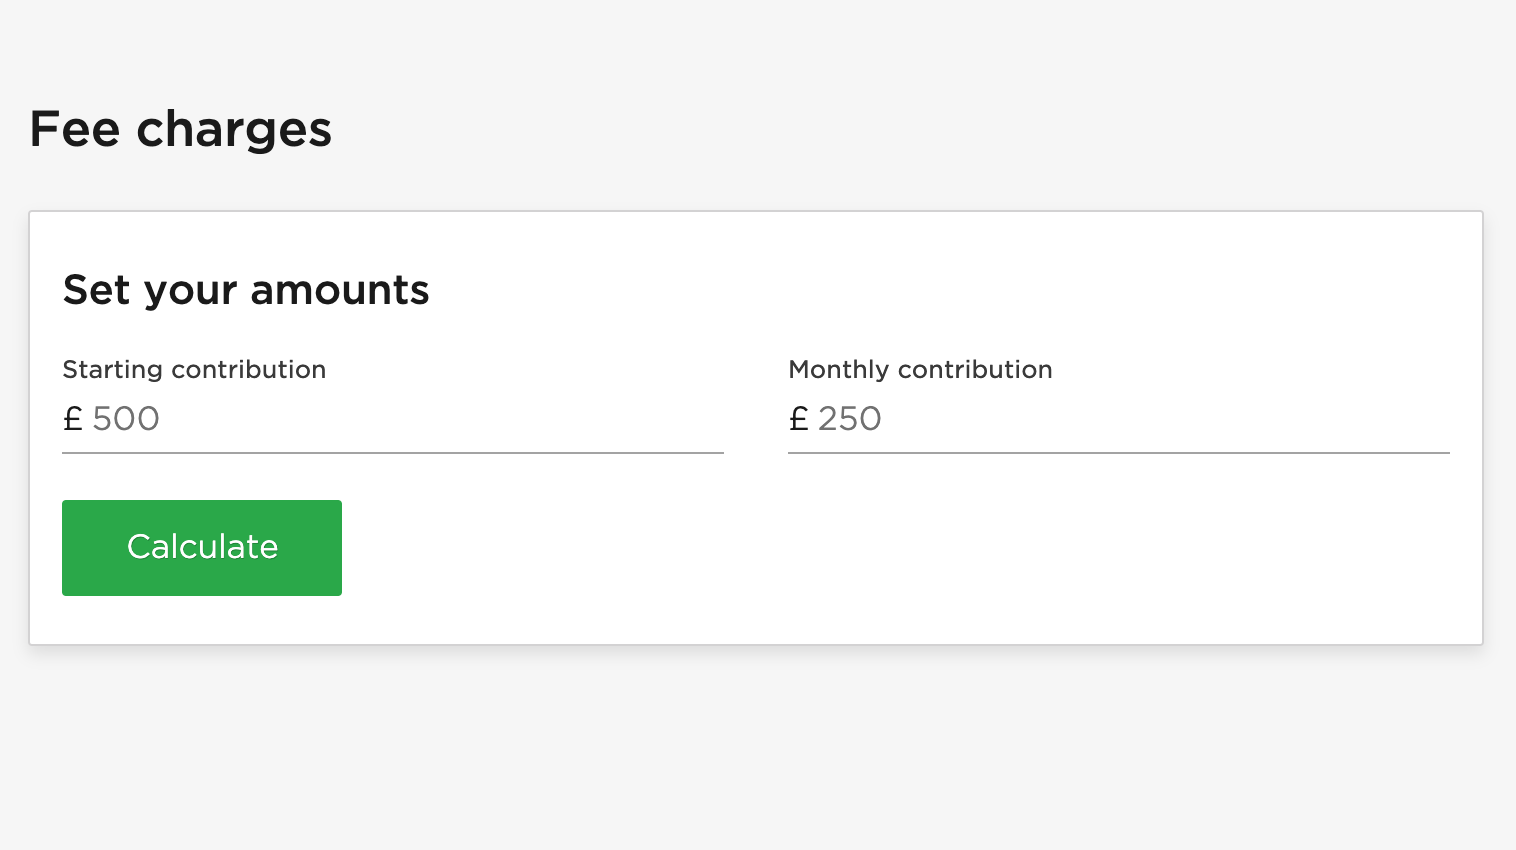 Fee charges
Set your amounts
Starting contribution
£ 500
Monthly contribution
£ 250
Calculate